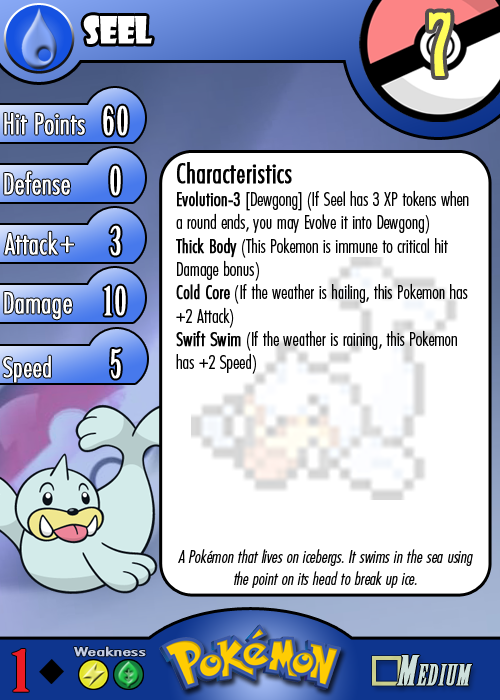 SEEL
7
Hit Points 60
Defense 0
Attack+ 3
Damage 10
Speed 5
Characteristics
Evolution-3 [Dewgong] (If Seel has 3 XP tokens when
a round ends, you may Evolve it into Dewgong)
Thick Body (This Pokemon is immune to critical hit
Damage bonus)
Cold Core (If the weather is hailing, this Pokemon has
+2 Attack)
Swift Swim (If the weather is raining, this Pokemon
has +2 Speed)
A Pokémon that lives on icebergs. It swims in the sea using
the point on its head to break up ice.
1
Weakness
POKéMON
MEDIUM